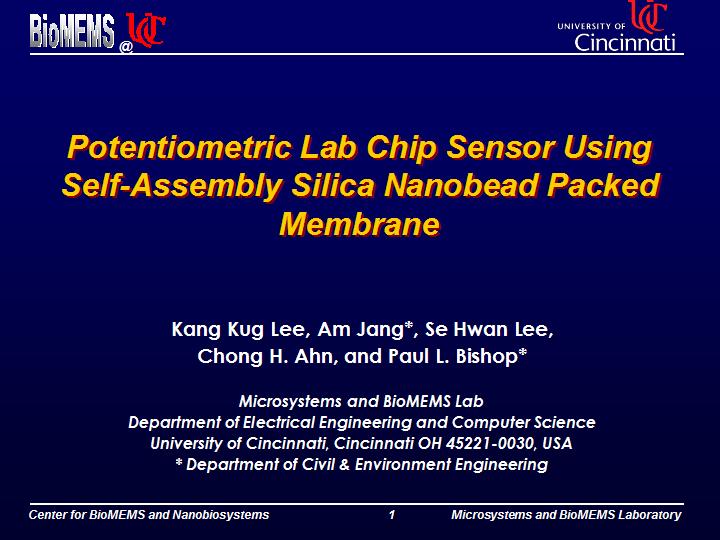 BioMEMS @UC
UNIVERSITY OF UC
Cincinnati
Potentiometric Lab Chip Sensor Using
Self-Assembly Silica Nanobead Packed
Membrane
Kang Kug Lee, Am Jang*, Se Hwan Lee,
Chong H. Ahn, and Paul L. Bishop*
Microsystems and BioMEMS Lab
Department of Electrical Engineering and Computer Science
University of Cincinnati, Cincinnati OH 45221-0030, USA
* Department of Civil & Environment Engineering
Center for BioMEMS and Nanobiosystems 1 Microsystems and BioMEMS Laboratory